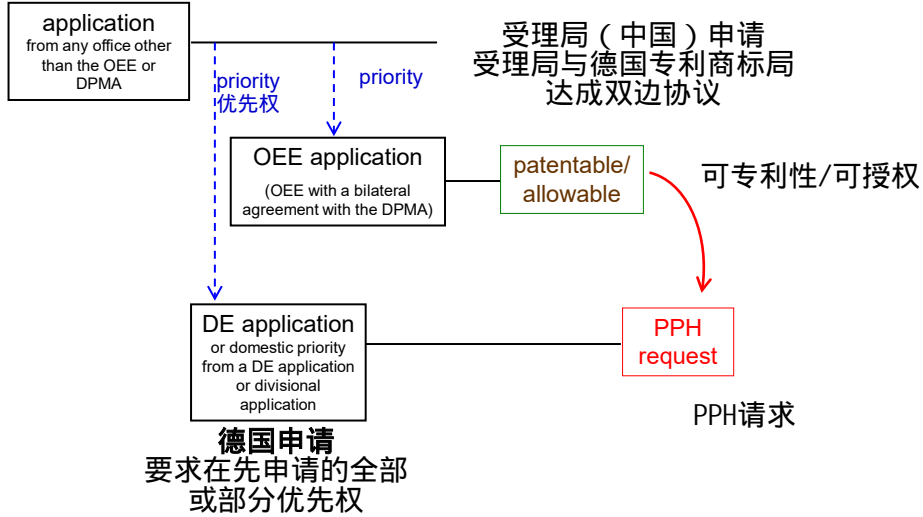 application
from any office other
than the OEE or
DPMA
受理局（中国）申请
受理局与德国专利商标局
达成双边协议
priority
优先权
priority
OEE application
(OEE with a bilateral
agreement with the DPMA)
patentable/
allowable
可专利性/可授权
DE application
or domestic priority
from a DE application
or divisional
application
PPH
request
PPH请求
德国申请
要求在先申请的全部
或部分优先权